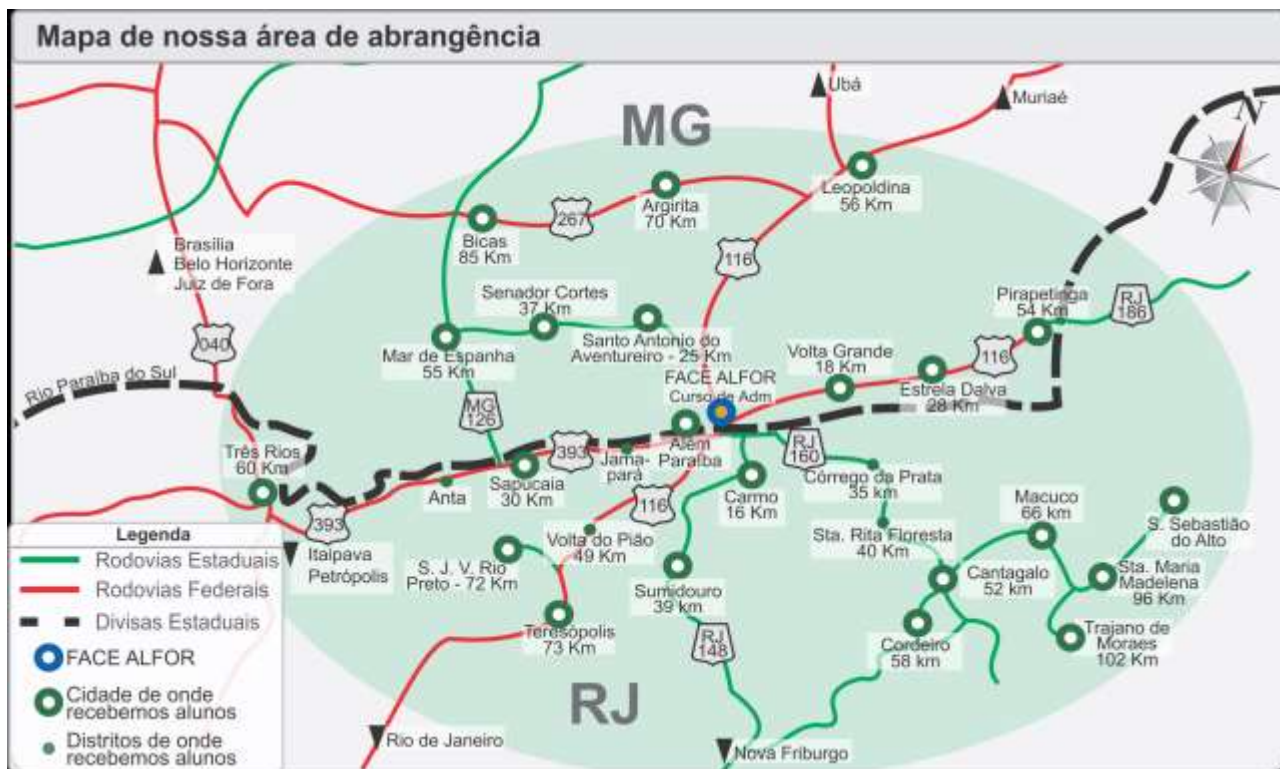 Mapa de nossa área de abrangência
MG
Ubá
Muriaé
N
Leopoldina
56 Km
Argirita
70 Km
267
Bicas
85 Km
116
Brasília
Belo Horizonte
Juiz de Fora
040
Rio Paraíba do Sul
Senador Cortes
37 Km
Mar de Espanha
55 Km
Santo Antonio do
Aventureiro - 25 Km
Pirapetinga
54 Km
RJ
186
116
Volta Grande
18 Km
Estrela Dalva
28 Km
FACE ALFOR
Curso de Adm
MG
126
Além
Paraíba
393
Jama-
pará
RJ
160
Três Rios
60 Km
Anta
Sapucaia
30 Km
116
Carmo
16 Km
Córrego da Prata
35 km
393
Itaipava
Petrópolis
Volta do Pião
49 Km
Sta. Rita Floresta
40 Km
Macuco
66 km
S. Sebastião
do Alto
S. J. V. Rio
Preto - 72 Km
Sumidouro
39 km
Cantagalo
52 km
Sta. Maria
Madelena
96 Km
Teresópolis
73 Km
RJ
148
Cordeiro
58 km
Trajano de
Moraes
102 Km
RJ
Rio de Janeiro
Nova Friburgo
Legenda
Rodovias Estaduais
Rodovias Federais
Divisas Estaduais
FACE ALFOR
Cidade de onde
recebemos alunos
Distritos de onde
recebemos alunos